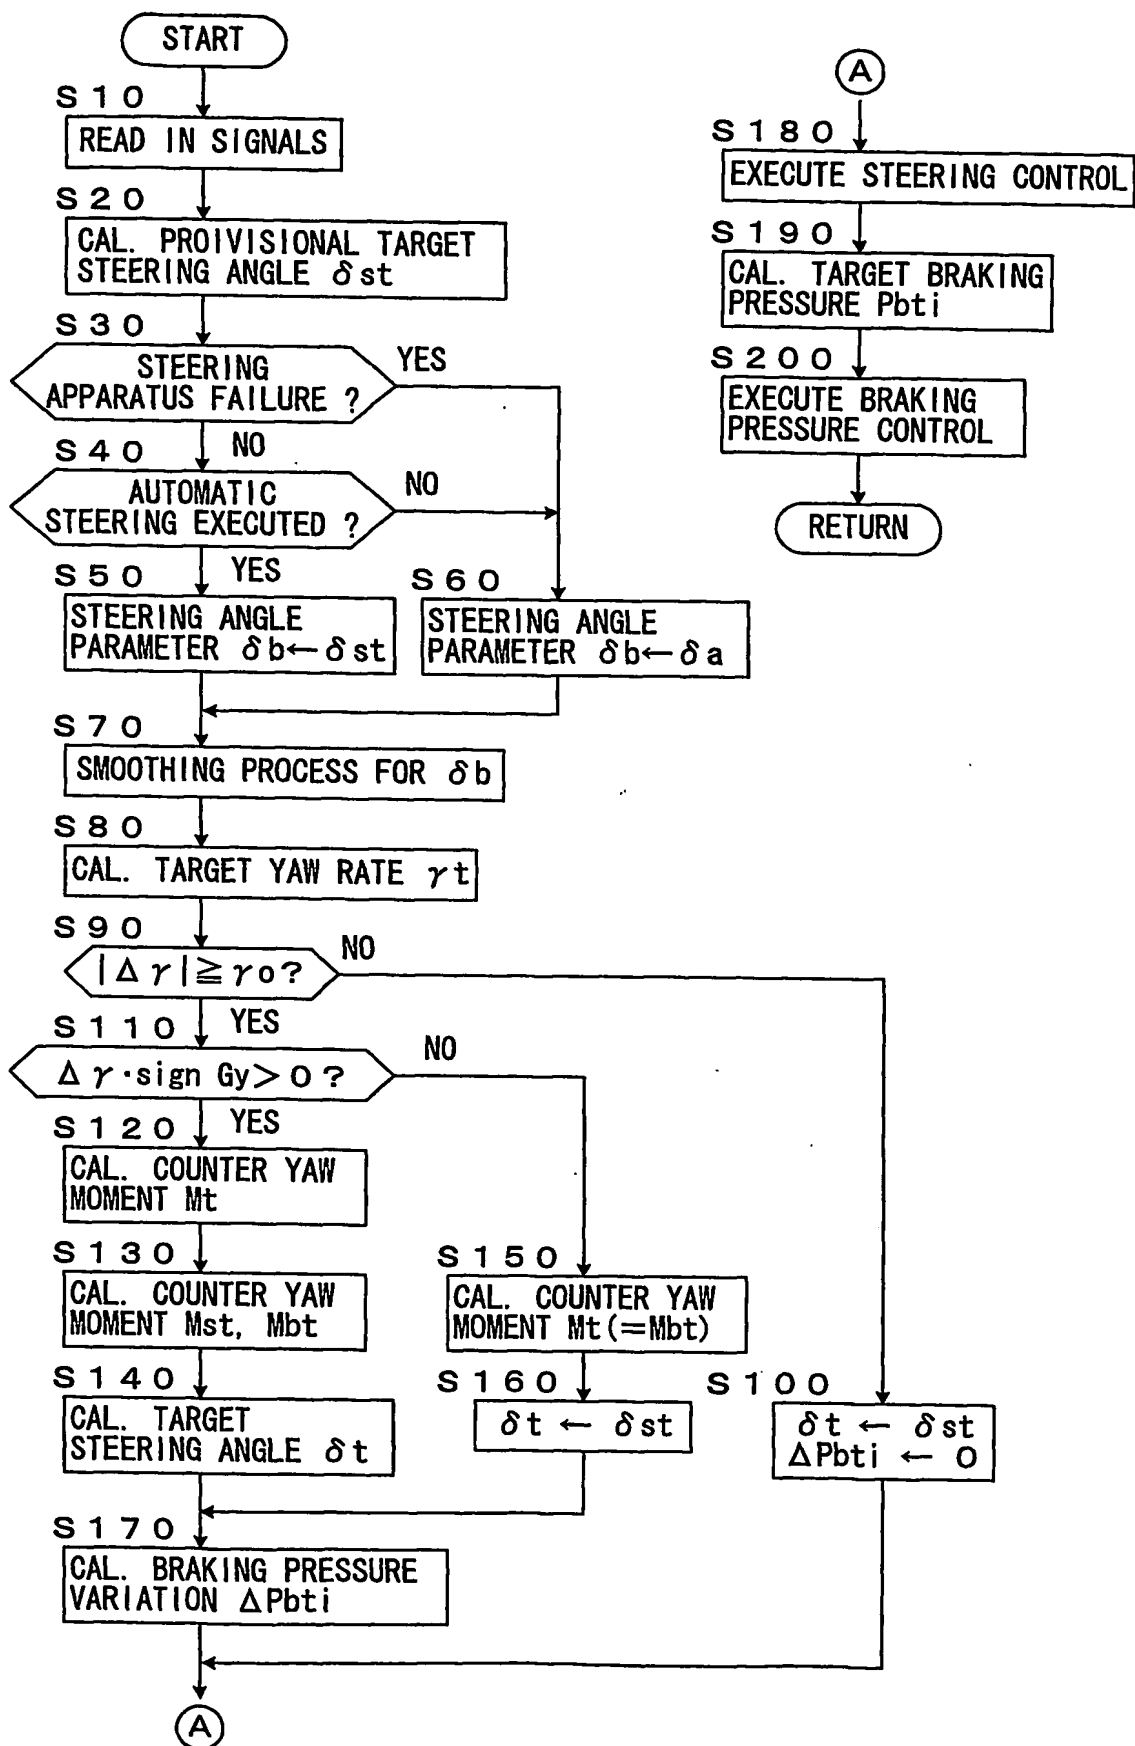 START
S10
READ IN SIGNALS
S20
CAL. PROIVISIONAL TARGET
STEERING ANGLE δst
S30
STEERING
APPARATUS FAILURE ?
YES
NO
S40
AUTOMATIC
STEERING EXECUTED ?
NO
YES
S50
STEERING ANGLE
PARAMETER δb←δst
S60
STEERING ANGLE
PARAMETER δb←δa
S70
SMOOTHING PROCESS FOR δb
S80
CAL. TARGET YAW RATE γt
S90
|Δγ|≧γo?
NO
YES
S110
Δγ·sign Gy>0?
NO
YES
S120
CAL. COUNTER YAW
MOMENT Mt
S130
CAL. COUNTER YAW
MOMENT Mst, Mbt
S140
CAL. TARGET
STEERING ANGLE δt
S150
CAL. COUNTER YAW
MOMENT Mt(=Mbt)
S160
δt ← δst
S100
δt ← δst
ΔPbti ← 0
S170
CAL. BRAKING PRESSURE
VARIATION ΔPbti
A
A
S180
EXECUTE STEERING CONTROL
S190
CAL. TARGET BRAKING
PRESSURE Pbti
S200
EXECUTE BRAKING
PRESSURE CONTROL
RETURN